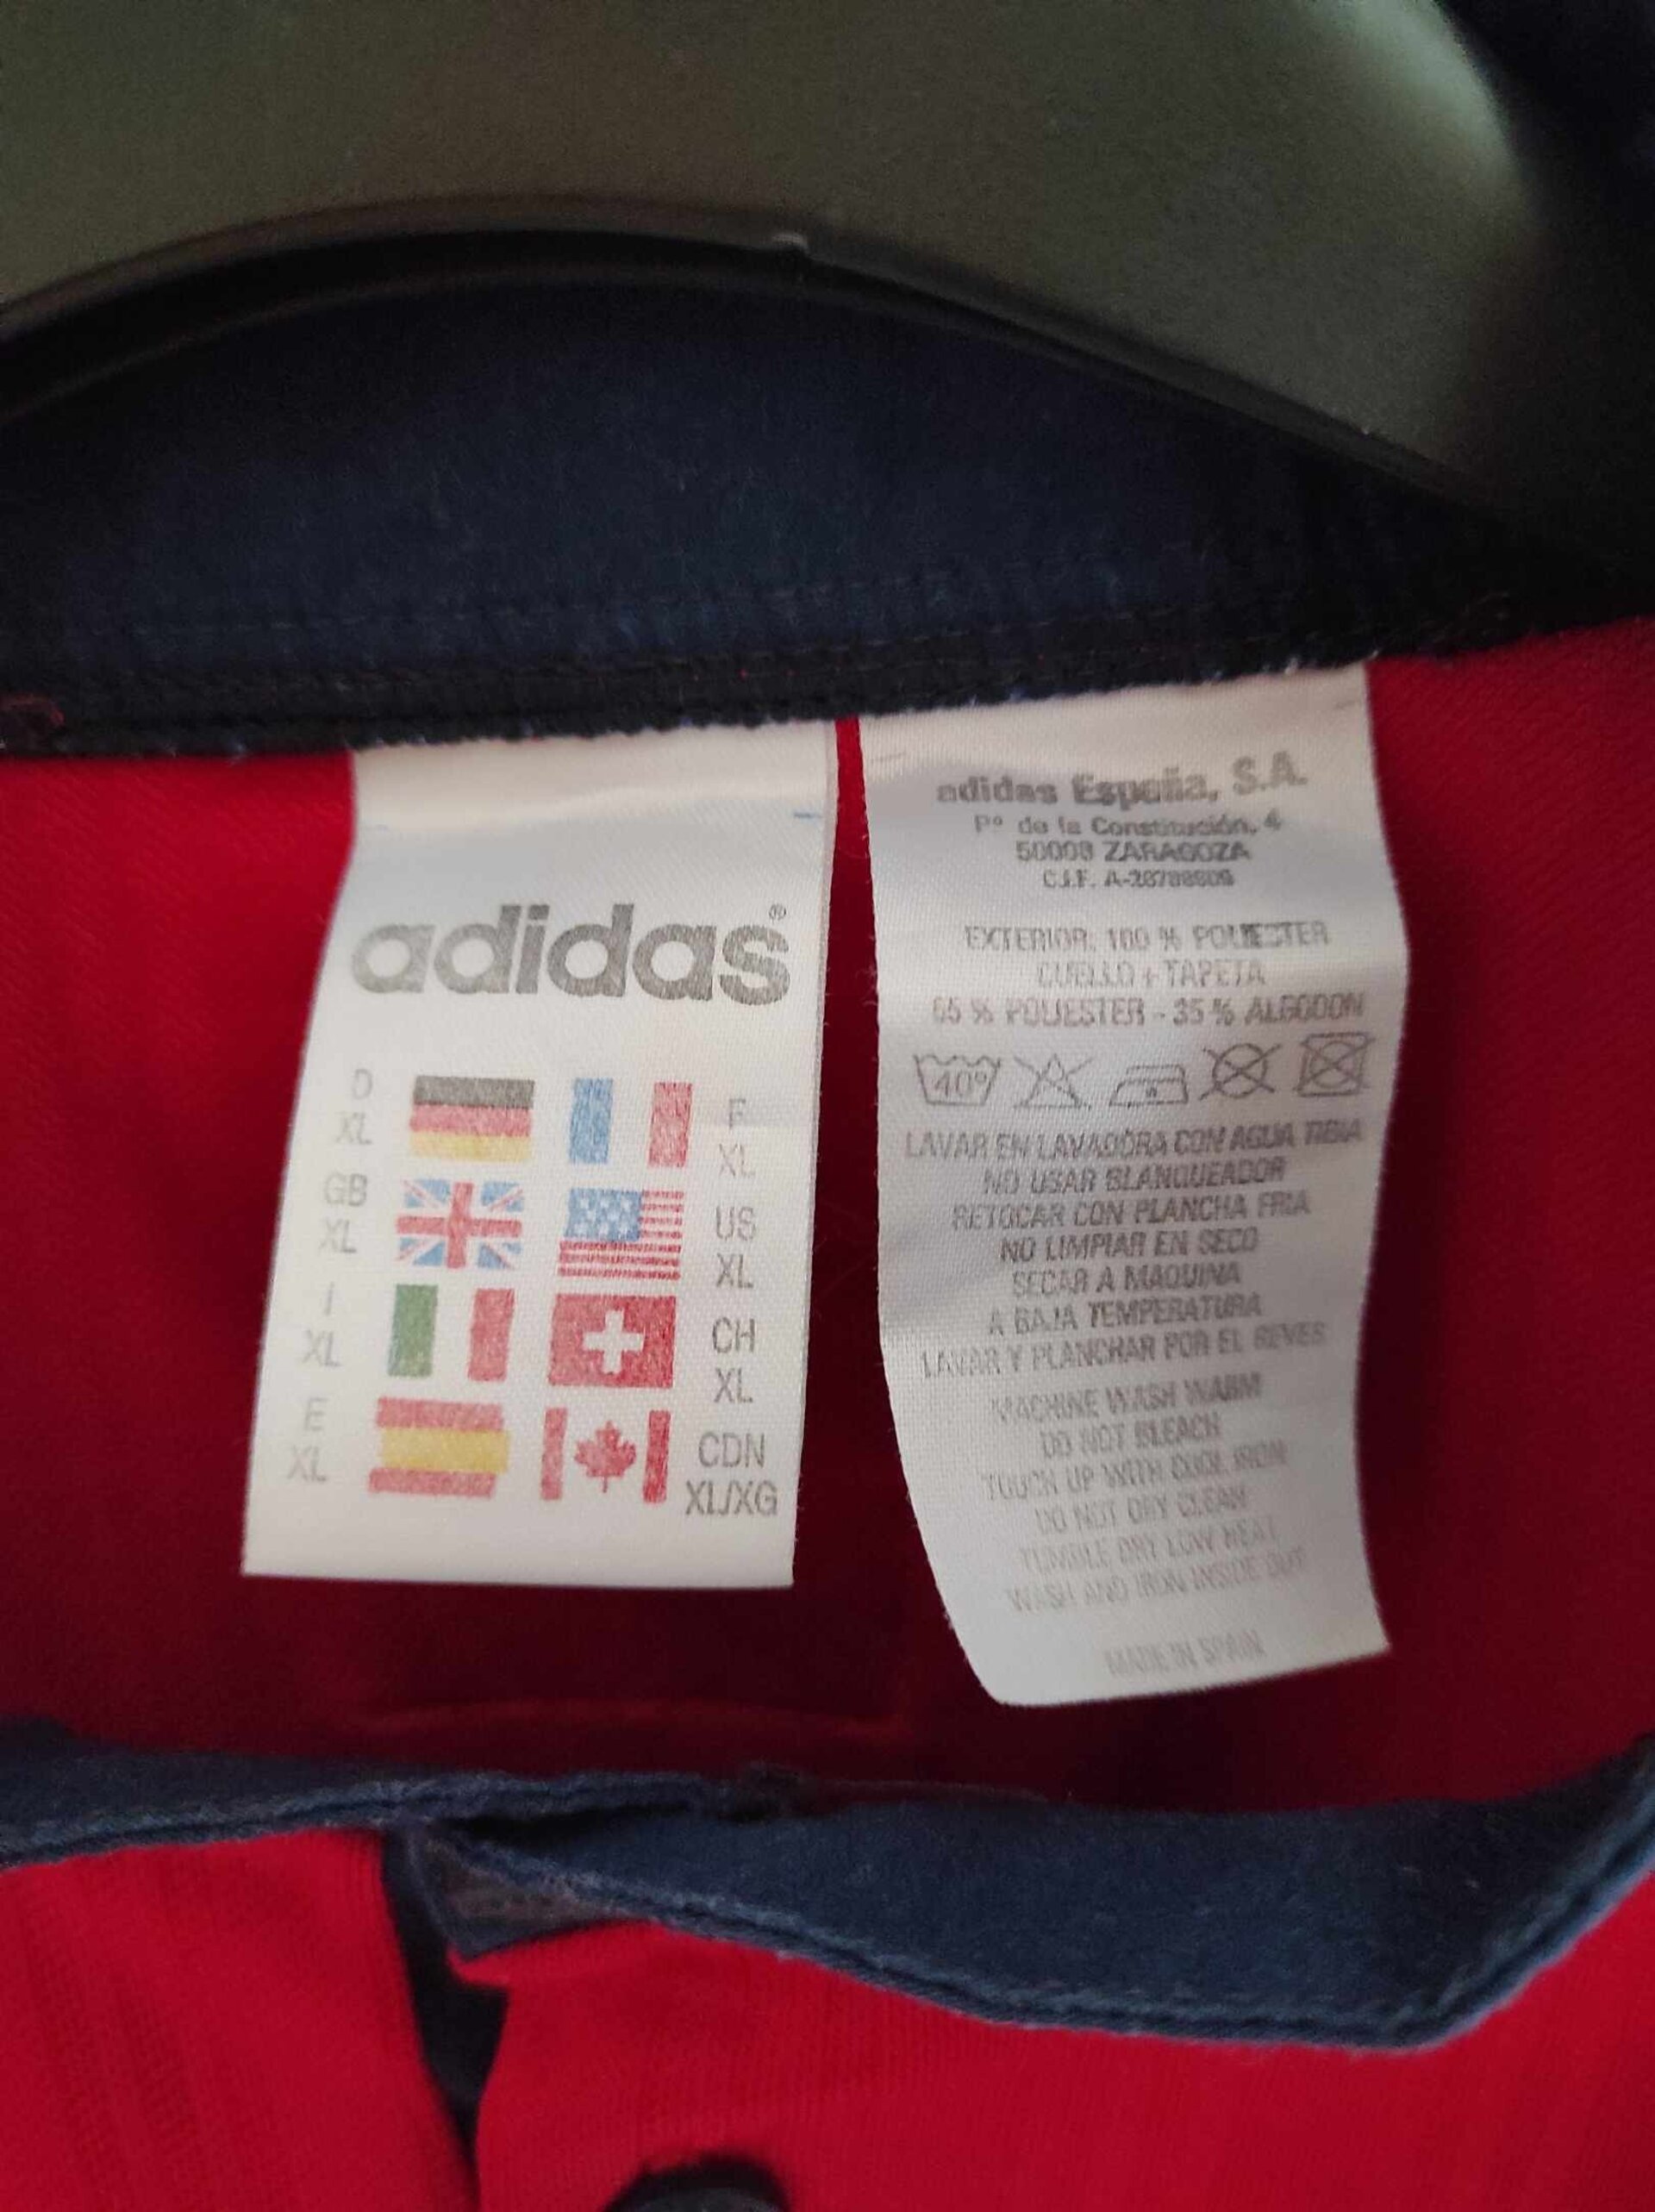 adidas®
D
XL
F
XL
GB
XL
US
XL
I
XL
CH
XL
E
XL
CDN
XL/XG
adidas España, S.A.
Pº de la Constitución, 4
50008 ZARAGOZA
C.I.F. A-28788909
EXTERIOR: 100 % POLIESTER
CUELLO + TAPETA
65 % POLIESTER - 35 % ALGODON
40º
LAVAR EN LAVADORA CON AGUA TIBIA
NO USAR BLANQUEADOR
RETOCAR CON PLANCHA FRIA
NO LIMPIAR EN SECO
SECAR A MAQUINA
A BAJA TEMPERATURA
LAVAR Y PLANCHAR POR EL REVES
MACHINE WASH WARM
DO NOT BLEACH
TOUCH UP WITH COOL IRON
DO NOT DRY CLEAN
TUMBLE DRY LOW HEAT
WASH AND IRON INSIDE OUT
MADE IN SPAIN